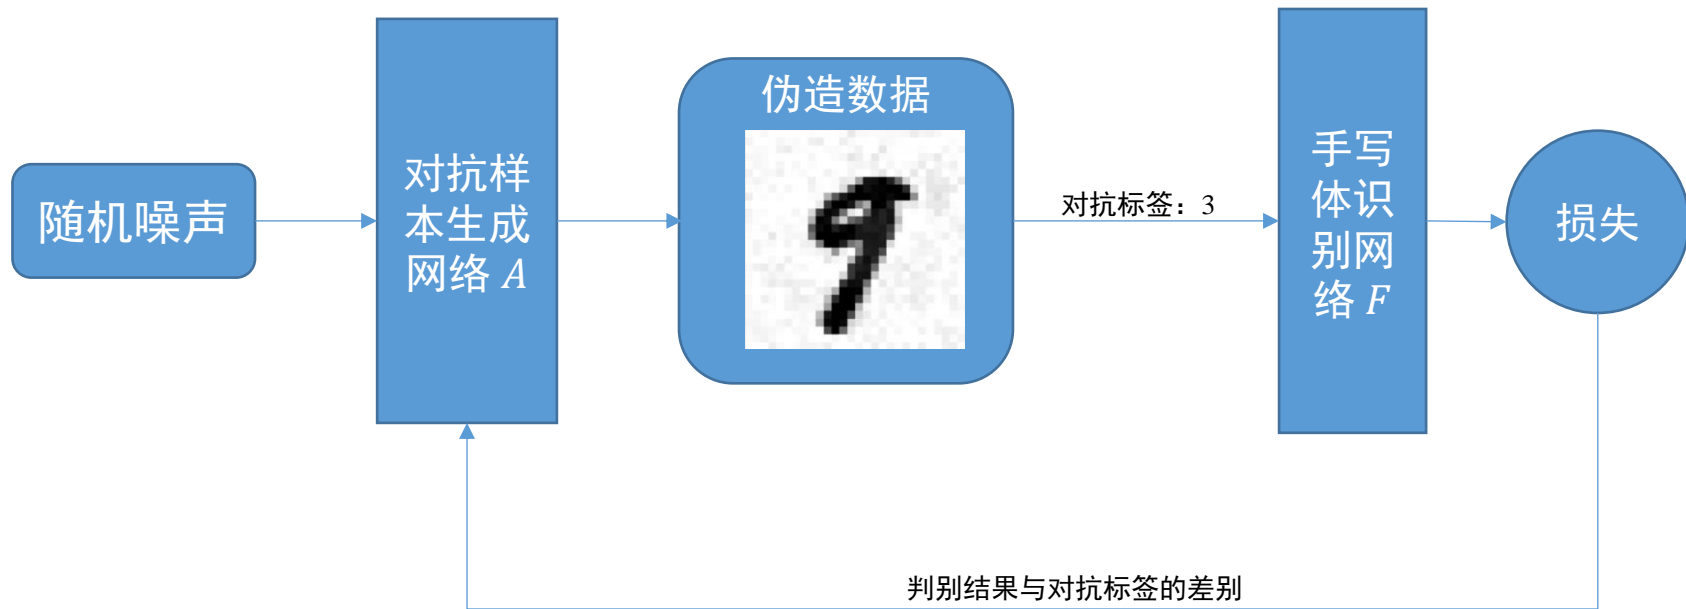 随机噪声
对抗样
本生成
网络 A
伪造数据
9
对抗标签：3
手写
体识
别网
络 F
损失
判别结果与对抗标签的差别